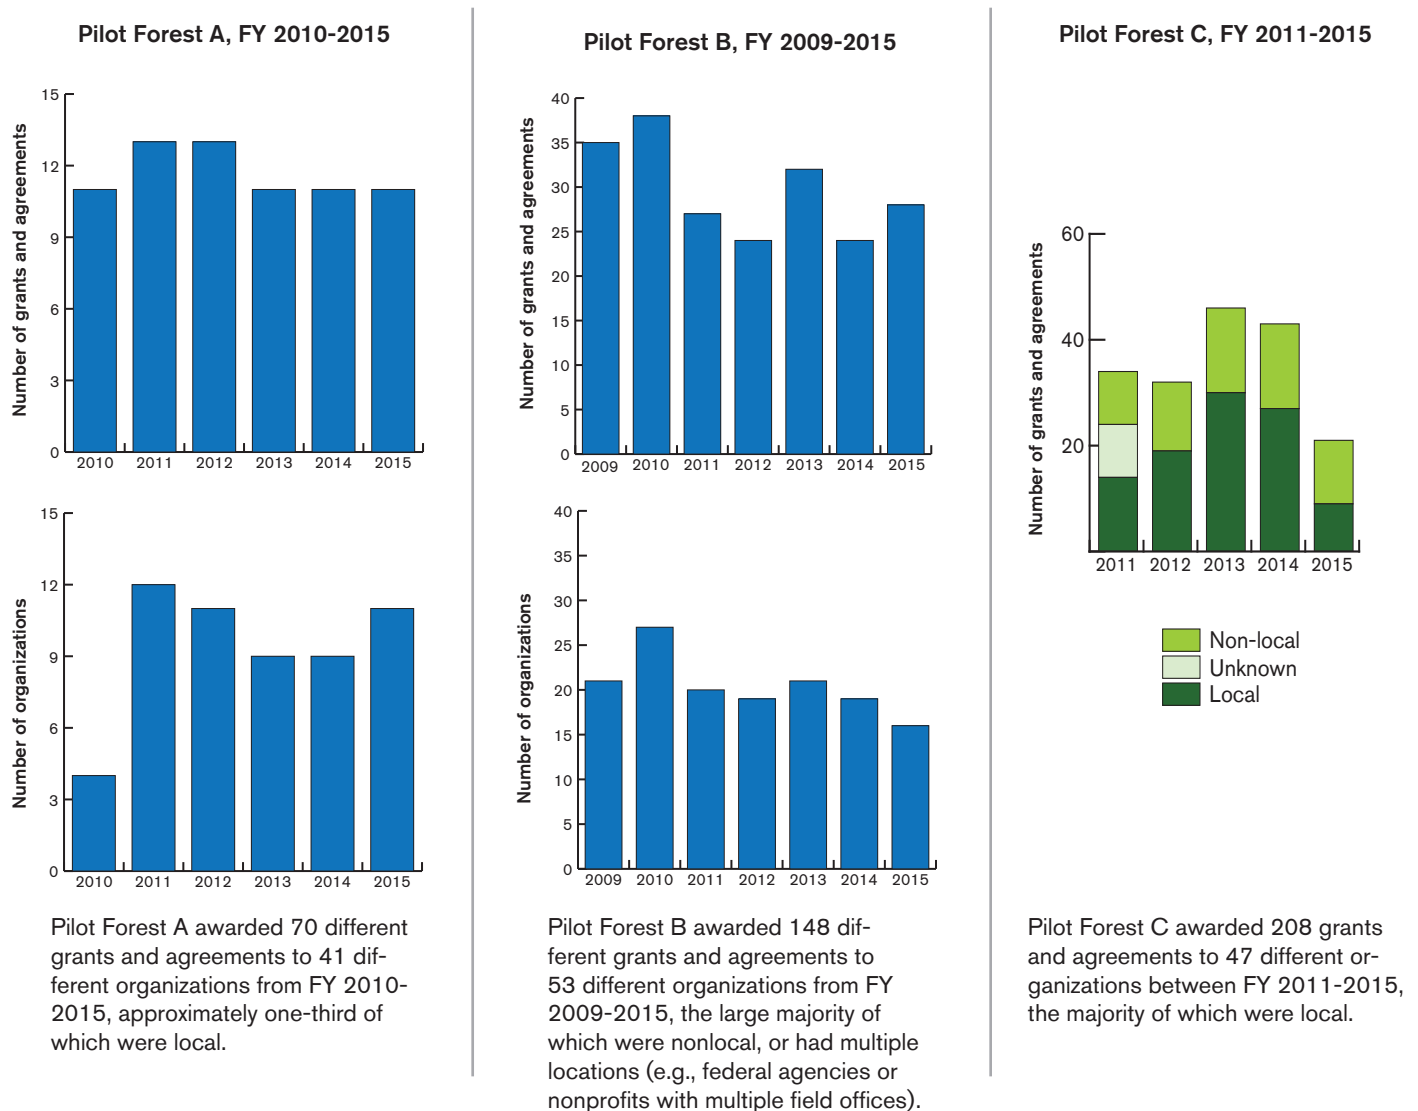 Pilot Forest A, FY 2010-2015
Number of grants and agreements
15
12
9
6
3
0
2010 2011 2012 2013 2014 2015
Number of organizations
15
12
9
6
3
0
2010 2011 2012 2013 2014 2015
Pilot Forest A awarded 70 different
grants and agreements to 41 dif-
ferent organizations from FY 2010-
2015, approximately one-third of
which were local.
Pilot Forest B, FY 2009-2015
Number of grants and agreements
40
35
30
25
20
15
10
5
0
2009 2010 2011 2012 2013 2014 2015
Number of organizations
40
35
30
25
20
15
10
5
0
2009 2010 2011 2012 2013 2014 2015
Pilot Forest B awarded 148 dif-
ferent grants and agreements to
53 different organizations from FY
2009-2015, the large majority of
which were nonlocal, or had multiple
locations (e.g., federal agencies or
nonprofits with multiple field offices).
Pilot Forest C, FY 2011-2015
Number of grants and agreements
60
40
20
2011 2012 2013 2014 2015
Non-local
Unknown
Local
Pilot Forest C awarded 208 grants
and agreements to 47 different or-
ganizations between FY 2011-2015,
the majority of which were local.